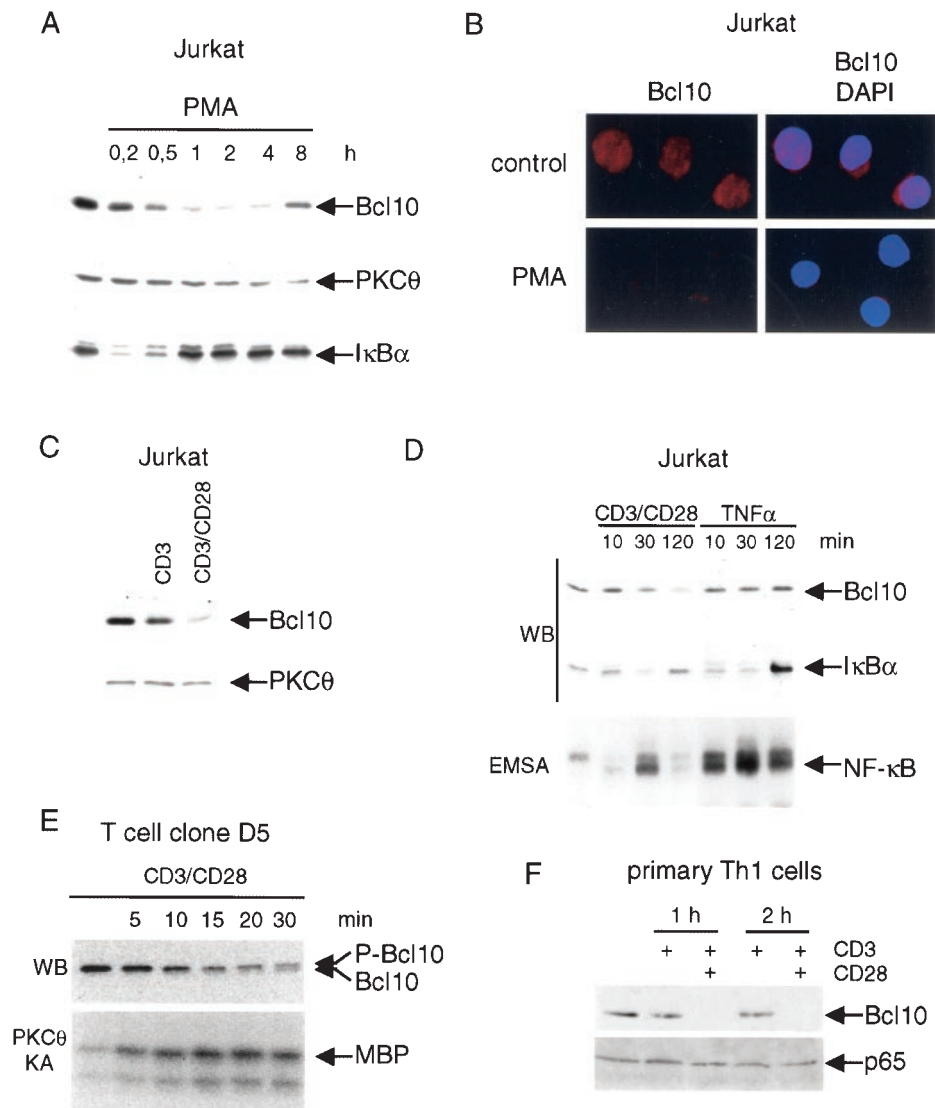 A
Jurkat
PMA
0,2 0,5 1 2 4 8 h
Bcl10
PKCθ
IκBα
B
Jurkat
Bcl10
Bcl10
DAPI
control
PMA
C
Jurkat
CD3
CD3/CD28
Bcl10
PKCθ
D
Jurkat
CD3/CD28 TNFα
10 30 120 10 30 120 min
WB
Bcl10
IκBα
EMSA
NF-κB
E
T cell clone D5
CD3/CD28
5 10 15 20 30 min
WB
P-Bcl10
Bcl10
PKCθ
KA
MBP
F
primary Th1 cells
1 h 2 h
+ + + + CD3
+ + CD28
Bcl10
p65